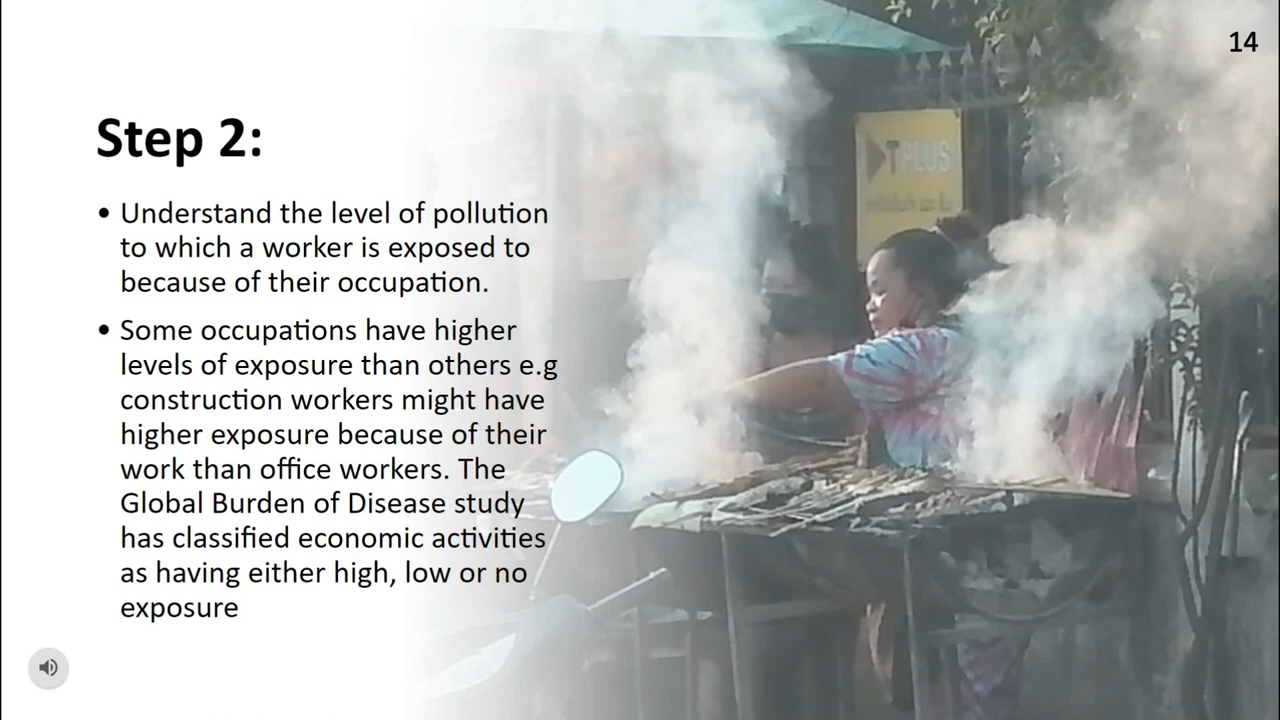 14
Step 2:
• Understand the level of pollution
to which a worker is exposed to
because of their occupation.
• Some occupations have higher
levels of exposure than others e.g
construction workers might have
higher exposure because of their
work than office workers. The
Global Burden of Disease study
has classified economic activities
as having either high, low or no
exposure
TPLUS